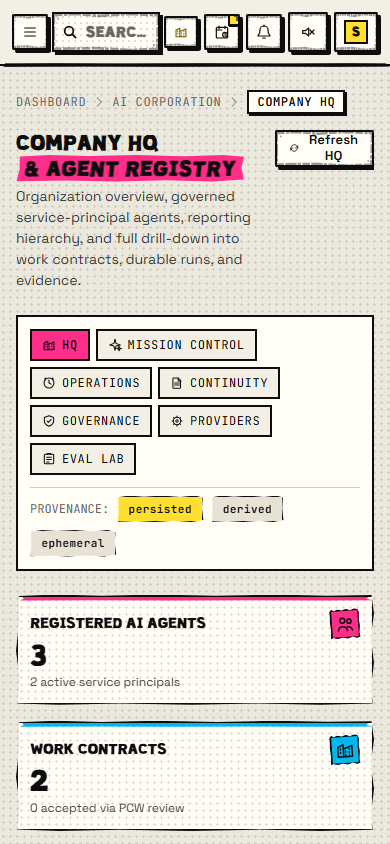 SEARC…
S
DASHBOARD > AI CORPORATION > COMPANY HQ
COMPANY HQ
& AGENT REGISTRY
Refresh
HQ
Organization overview, governed
service-principal agents, reporting
hierarchy, and full drill-down into
work contracts, durable runs, and
evidence.
HQ
MISSION CONTROL
OPERATIONS
CONTINUITY
GOVERNANCE
PROVIDERS
EVAL LAB
PROVENANCE: persisted derived
ephemeral
REGISTERED AI AGENTS
3
2 active service principals
WORK CONTRACTS
2
0 accepted via PCW review